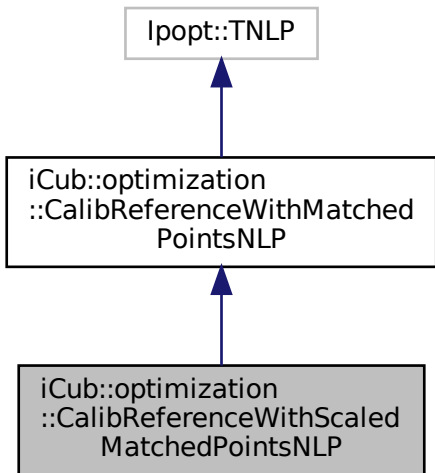 Ipopt::TNLP
iCub::optimization
::CalibReferenceWithMatched
PointsNLP
iCub::optimization
::CalibReferenceWithScaled
MatchedPointsNLP